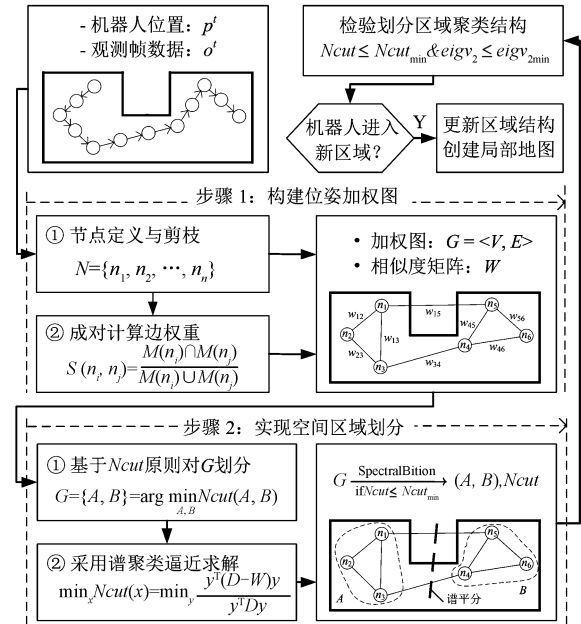 - 机器人位置：p^t
- 观测帧数据：o^t
检验划分区域聚类结构
Ncut≤Ncut_min&eigv_2≤eigv_2min
机器人进入
新区域？
Y
更新区域结构
创建局部地图
步骤 1：构建位姿加权图
① 节点定义与剪枝
N={n_1, n_2, …, n_n}
② 成对计算边权重
S (n_i, n_j)=M(n_i)∩M(n_j)/M(n_i)∪M(n_j)
• 加权图：G = <V, E>
• 相似度矩阵：W
n_1 n_2 n_3 n_4 n_5 n_6
w_12 w_13 w_15 w_23 w_34 w_45 w_46 w_56
步骤 2：实现空间区域划分
① 基于Ncut原则对G划分
G={A, B}=arg min_{A, B}Ncut(A, B)
② 采用谱聚类逼近求解
min_xNcut(x)=min_y y^T(D−W)y/y^TDy
G SpectralBition (A, B),Ncut
ifNcut≤ Ncut_min
n_1 n_2 n_3 n_4 n_5 n_6
A
B
谱平分